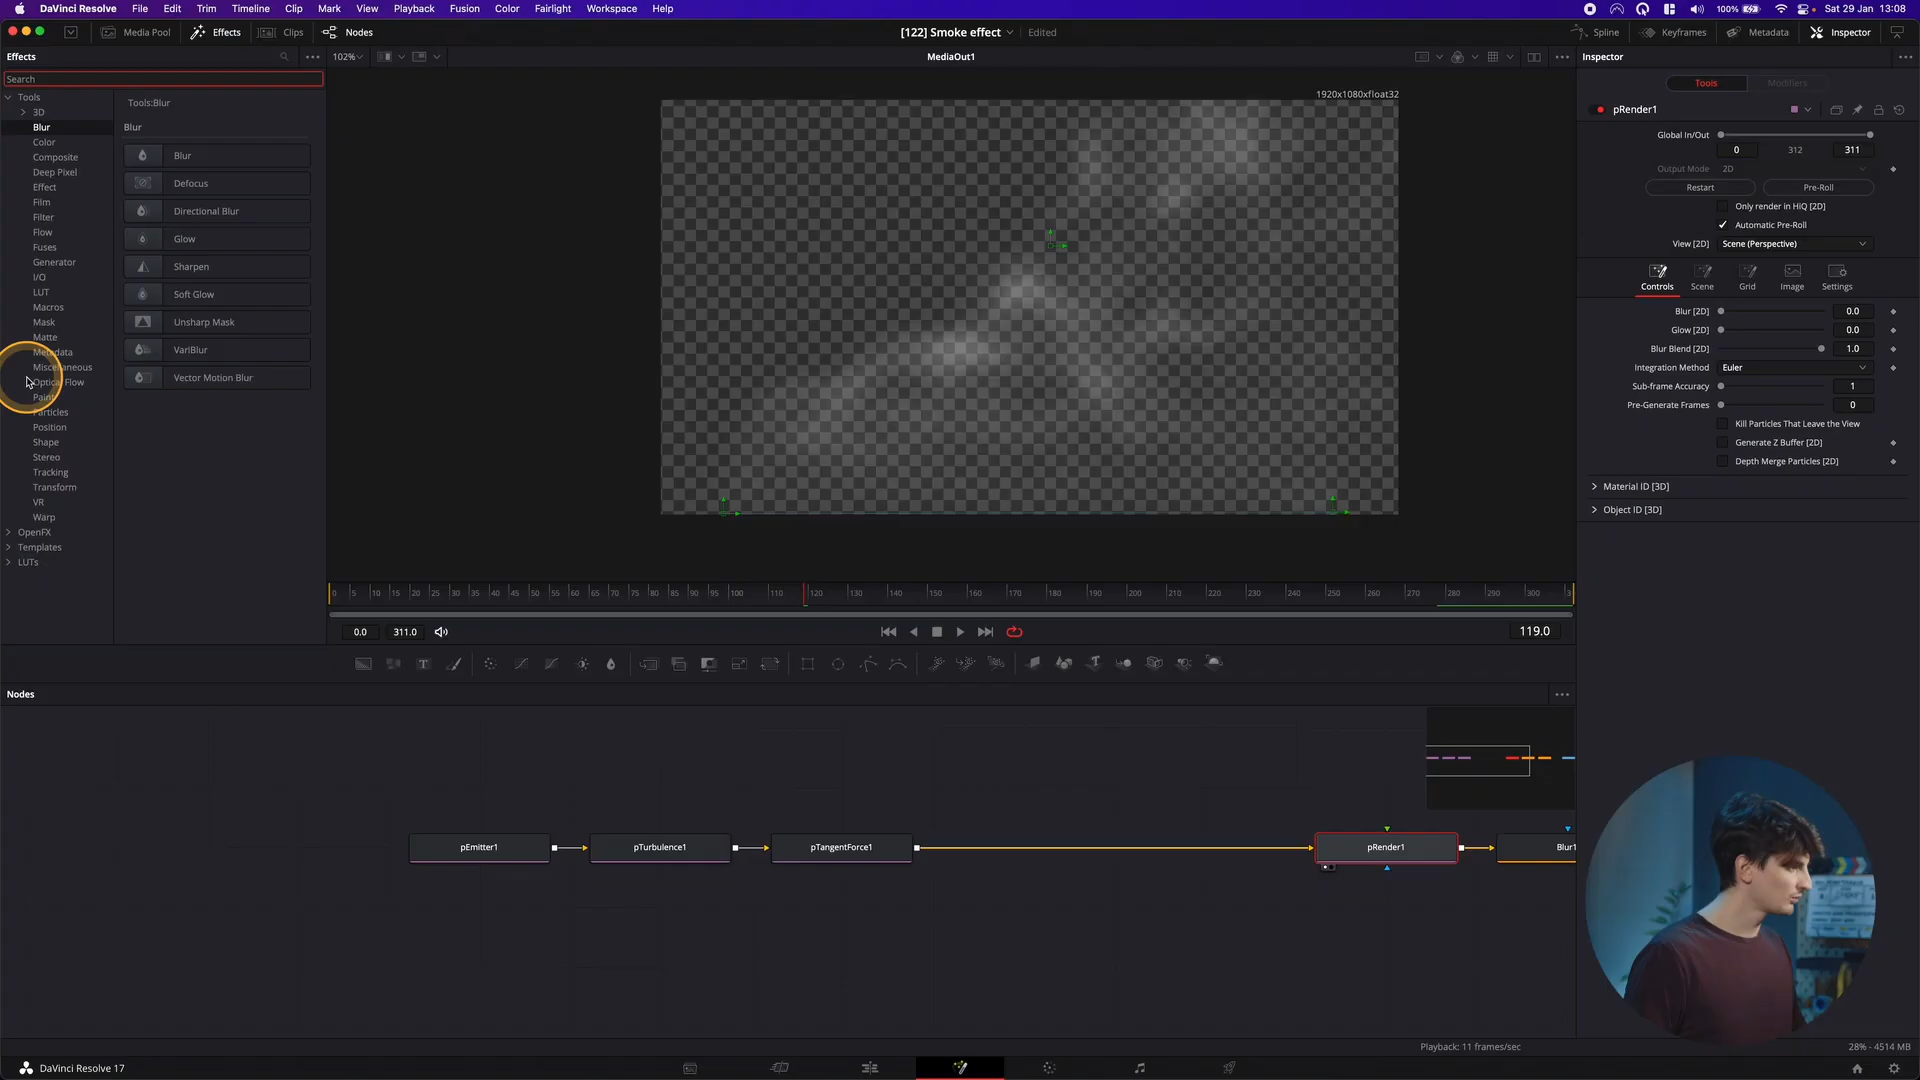 DaVinci Resolve File Edit Trim Timeline Clip Mark View Playback Fusion Color Fairlight Workspace Help 100% Sat 29 Jan 13:08
Media Pool Effects Clips Nodes [122] Smoke effect Edited Spline Keyframes Metadata Inspector
Effects
102%
MediaOut1
Inspector
Search
Tools
3D
Blur
Color
Composite
Deep Pixel
Effect
Film
Filter
Flow
Fuses
Generator
I/O
LUT
Macros
Mask
Matte
Metadata
Miscellaneous
Optical Flow
Paint
Particles
Position
Shape
Stereo
Tracking
Transform
VR
Warp
OpenFX
Templates
LUTs
Tools:Blur
Blur
Blur
Defocus
Directional Blur
Glow
Sharpen
Soft Glow
Unsharp Mask
VariBlur
Vector Motion Blur
1920x1080xfloat32
Tools Modifiers
pRender1
Global In/Out
0 312 311
Output Mode 2D
Restart Pre-Roll
Only render in HiQ [2D]
Automatic Pre-Roll
View [2D] Scene (Perspective)
Controls Scene Grid Image Settings
Blur [2D] 0.0
Glow [2D] 0.0
Blur Blend [2D] 1.0
Integration Method Euler
Sub-frame Accuracy 1
Pre-Generate Frames 0
Kill Particles That Leave the View
Generate Z Buffer [2D]
Depth Merge Particles [2D]
Material ID [3D]
Object ID [3D]
0 5 10 15 20 25 30 35 40 45 50 55 60 65 70 75 80 85 90 95 100 110 120 130 140 150 160 170 180 190 200 210 220 230 240 250 260 270 280 290 300
0.0 311.0 119.0
Nodes
pEmitter1 pTurbulence1 pTangentForce1 pRender1 Blur1
Playback: 11 frames/sec 28% - 4514 MB
DaVinci Resolve 17